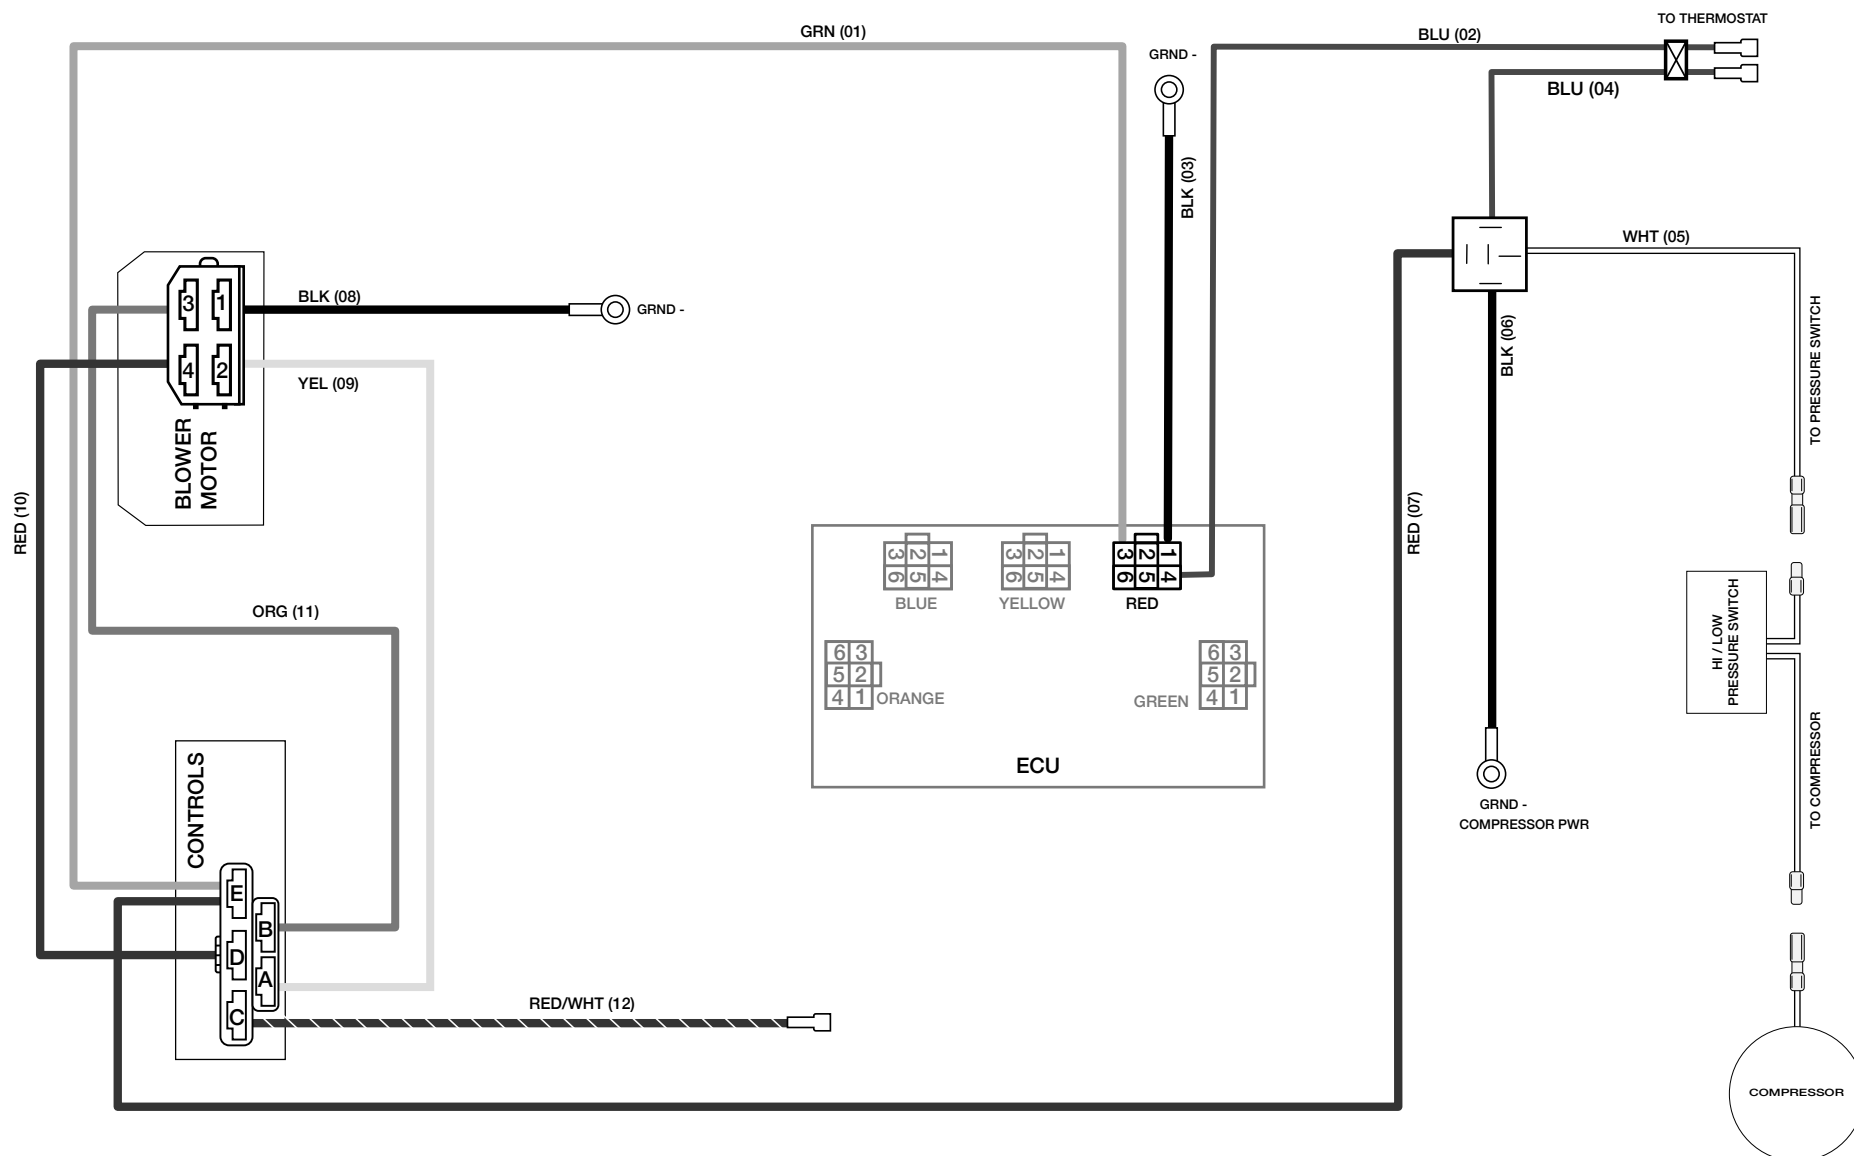 TO THERMOSTAT
GRN (01)
BLU (02)
GRND -
BLU (04)
BLK (03)
WHT (05)
3 1
BLK (08)
GRND -
4 2
YEL (09)
BLOWER
MOTOR
TO PRESSURE SWITCH
BLK (06)
RED (10)
RED (07)
3 2 1
6 5 4
BLUE
3 2 1
6 5 4
YELLOW
3 2 1
6 5 4
RED
ORG (11)
HI / LOW
PRESSURE SWITCH
6 3
5 2
4 1
ORANGE
6 3
5 2
4 1
GREEN
ECU
TO COMPRESSOR
GRND -
COMPRESSOR PWR
CONTROLS
E
B
D
A
C
RED/WHT (12)
COMPRESSOR